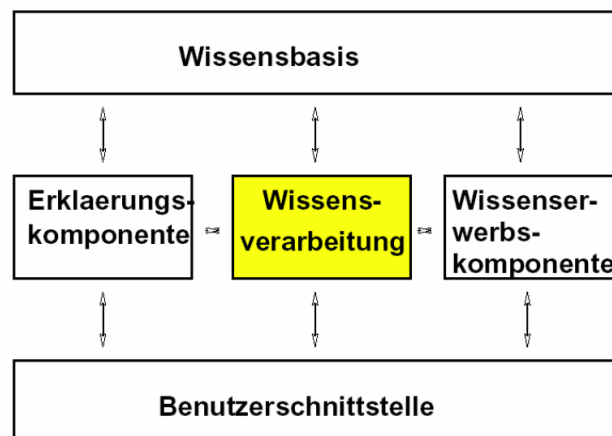 Wissensbasis
Erklaerungs-
komponente
Wissens-
verarbeitung
Wissenser-
werbs-
komponente
Benutzerschnittstelle